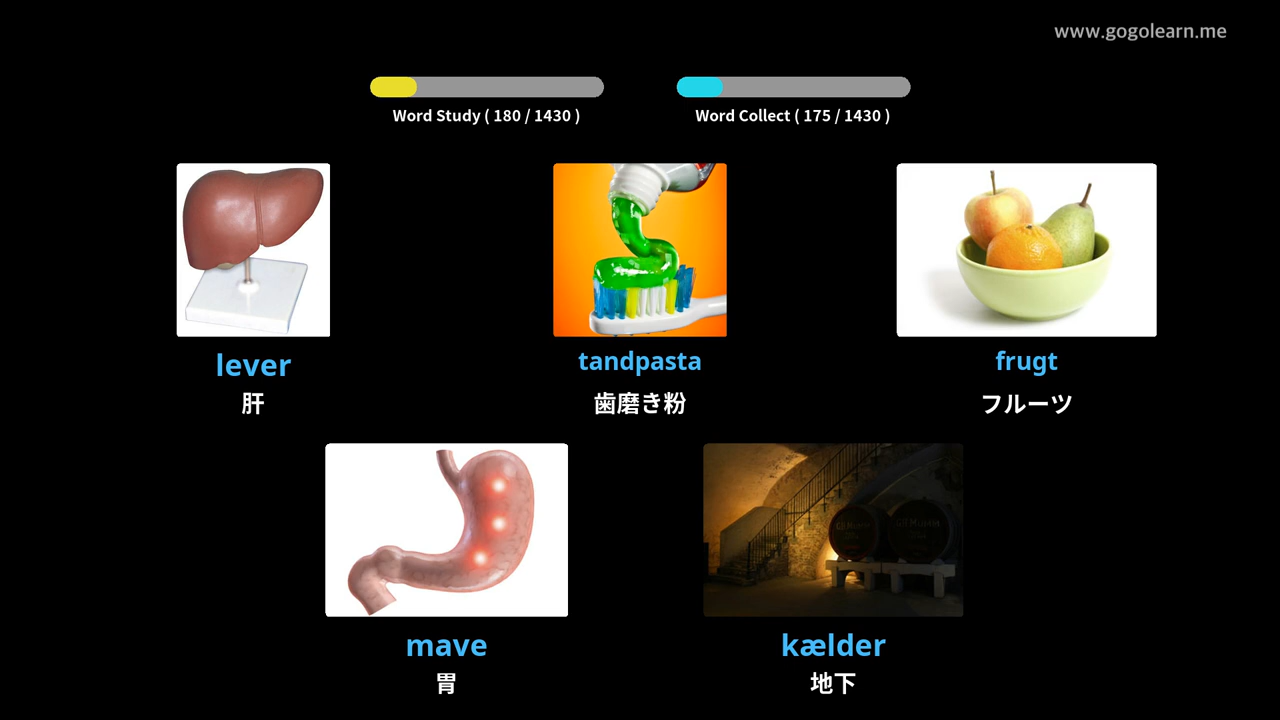 www.gogolearn.me
Word Study ( 180 / 1430 )
Word Collect ( 175 / 1430 )
lever
肝
tandpasta
歯磨き粉
frugt
フルーツ
mave
胃
kælder
地下